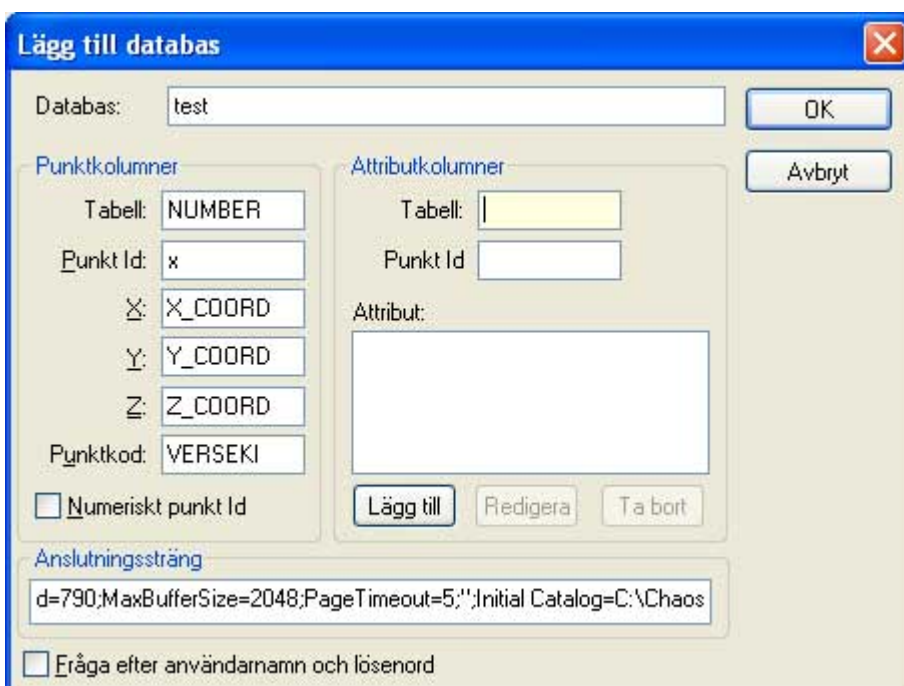 Lägg till databas
Databas: test
OK
Avbryt
Punktkolumner
Tabell: NUMBER
Punkt Id: x
X: X_COORD
Y: Y_COORD
Z: Z_COORD
Punktkod: VERSEKI
Numeriskt punkt Id
Attributkolumner
Tabell:
Punkt Id
Attribut:
Lägg till Redigera Ta bort
Anslutningssträng
d=790;MaxBufferSize=2048;PageTimeout=5;";Initial Catalog=C:\Chaos
Fråga efter användarnamn och lösenord